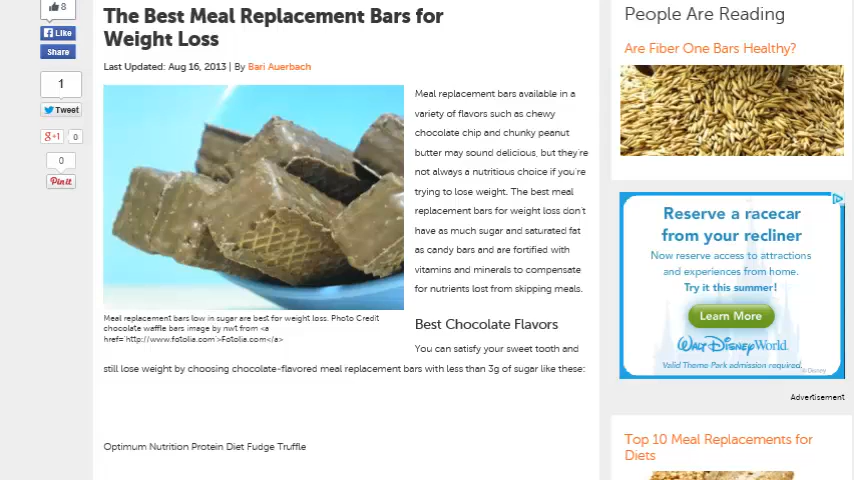 8
Like
Share
1
Tweet
g+1 0
0
Pin it
The Best Meal Replacement Bars for
Weight Loss
Last Updated: Aug 16, 2013 | By Bari Auerbach
Meal replacement bars available in a
variety of flavors such as chewy
chocolate chip and chunky peanut
butter may sound delicious, but they're
not always a nutritious choice if you're
trying to lose weight. The best meal
replacement bars for weight loss don't
have as much sugar and saturated fat
as candy bars and are fortified with
vitamins and minerals to compensate
for nutrients lost from skipping meals.
Meal replacement bars low in sugar are best for weight loss. Photo Credit
chocolate waffle bars image by nwt from <a
href='http://www.fotolia.com'>Fotolia.com</a>
Best Chocolate Flavors
You can satisfy your sweet tooth and
still lose weight by choosing chocolate-flavored meal replacement bars with less than 3g of sugar like these:
Optimum Nutrition Protein Diet Fudge Truffle
People Are Reading
Are Fiber One Bars Healthy?
Reserve a racecar
from your recliner
Now reserve access to attractions
and experiences from home.
Try it this summer!
Learn More
Walt Disney World.
Valid Theme Park admission required.
© Disney
Advertisement
Top 10 Meal Replacements for
Diets